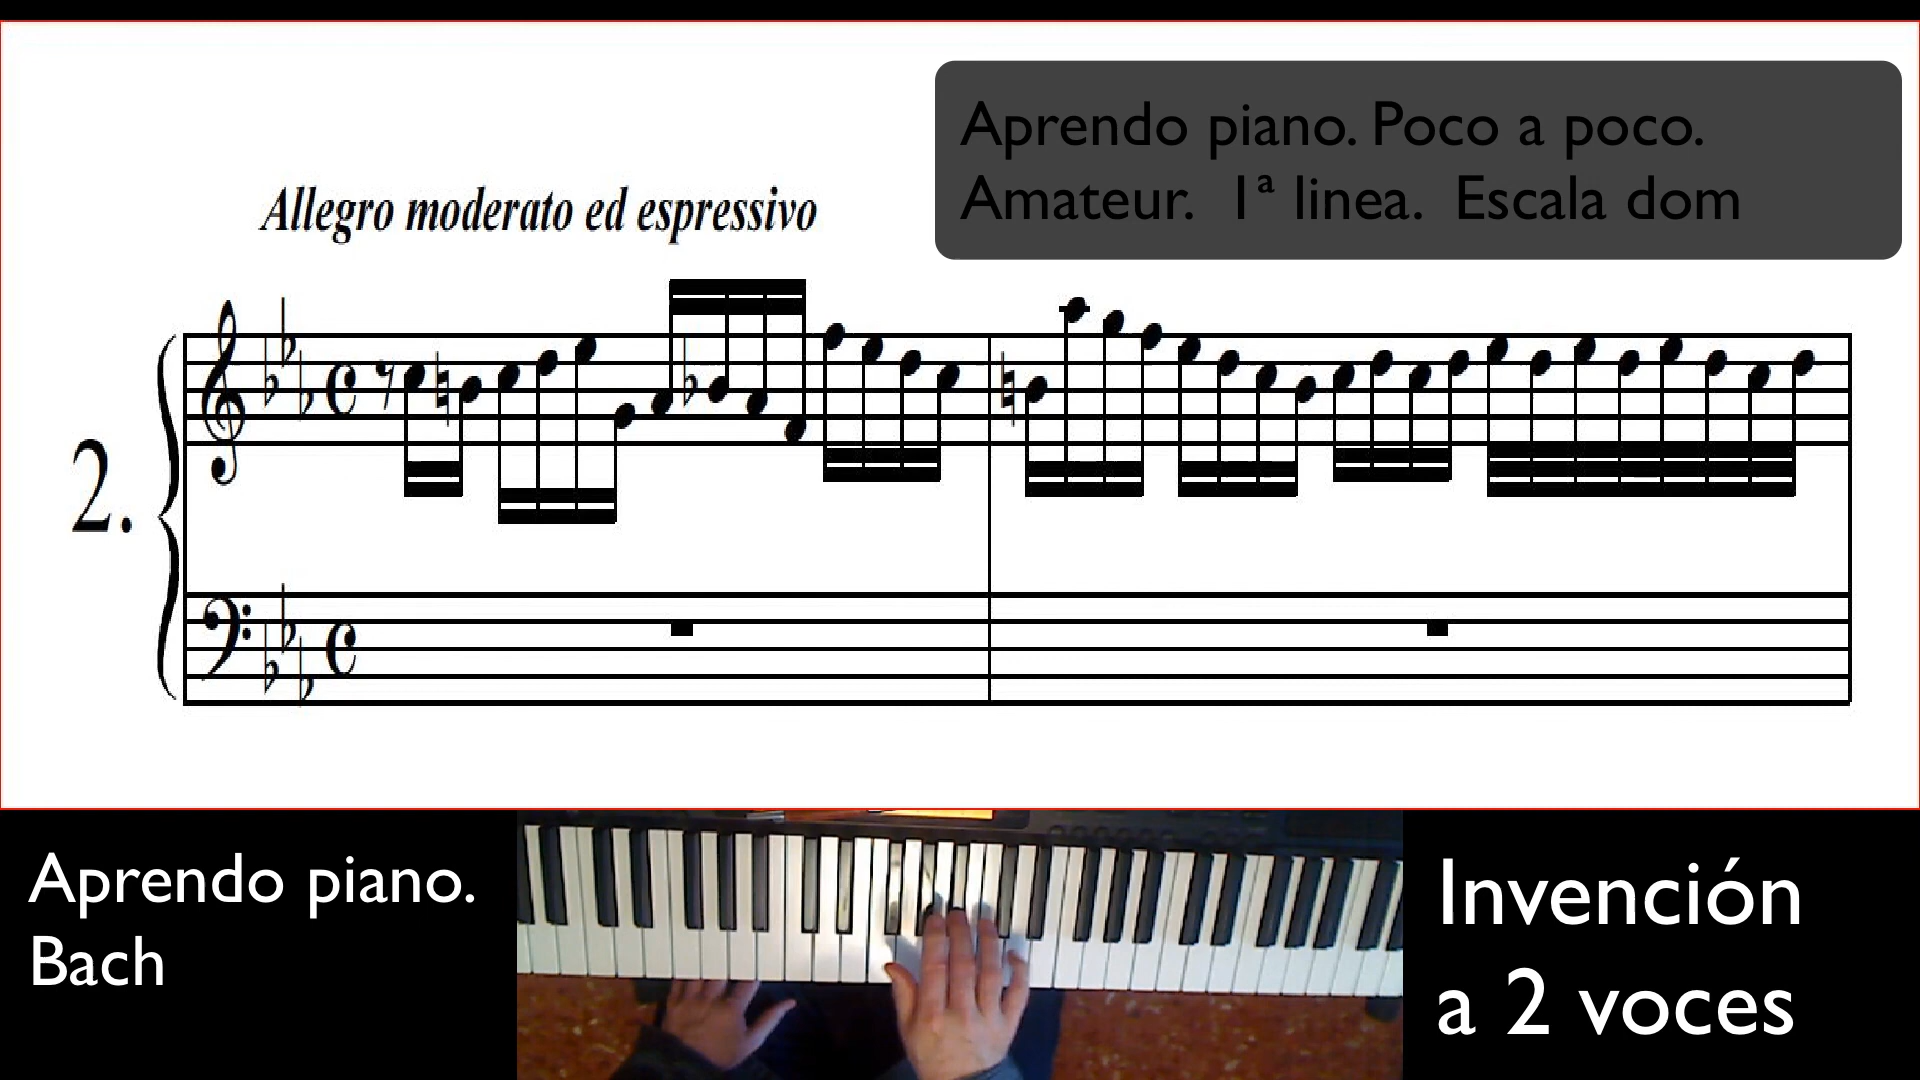 Aprendo piano. Poco a poco.
Amateur. 1ª linea. Escala dom
Allegro moderato ed espressivo
2.
Aprendo piano.
Bach
Invención
a 2 voces